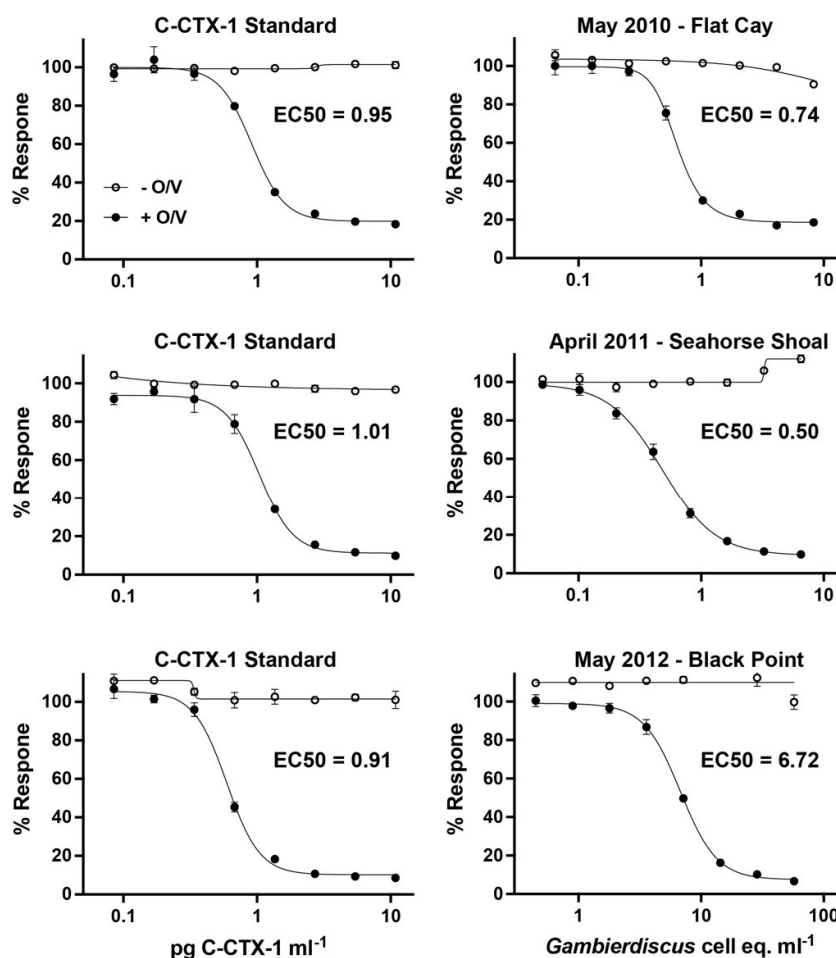 C-CTX-1 Standard
% Respone
100
80
60
40
20
0
EC50 = 0.95
- O/V
+ O/V
0.1 1 10
May 2010 - Flat Cay
% Respone
100
80
60
40
20
0
EC50 = 0.74
0.1 1 10
C-CTX-1 Standard
% Respone
100
80
60
40
20
0
EC50 = 1.01
0.1 1 10
April 2011 - Seahorse Shoal
% Respone
100
80
60
40
20
0
EC50 = 0.50
0.1 1 10
C-CTX-1 Standard
% Respone
100
80
60
40
20
0
EC50 = 0.91
0.1 1 10
pg C-CTX-1 ml⁻¹
May 2012 - Black Point
% Respone
100
80
60
40
20
0
EC50 = 6.72
1 10 100
Gambierdiscus cell eq. ml⁻¹